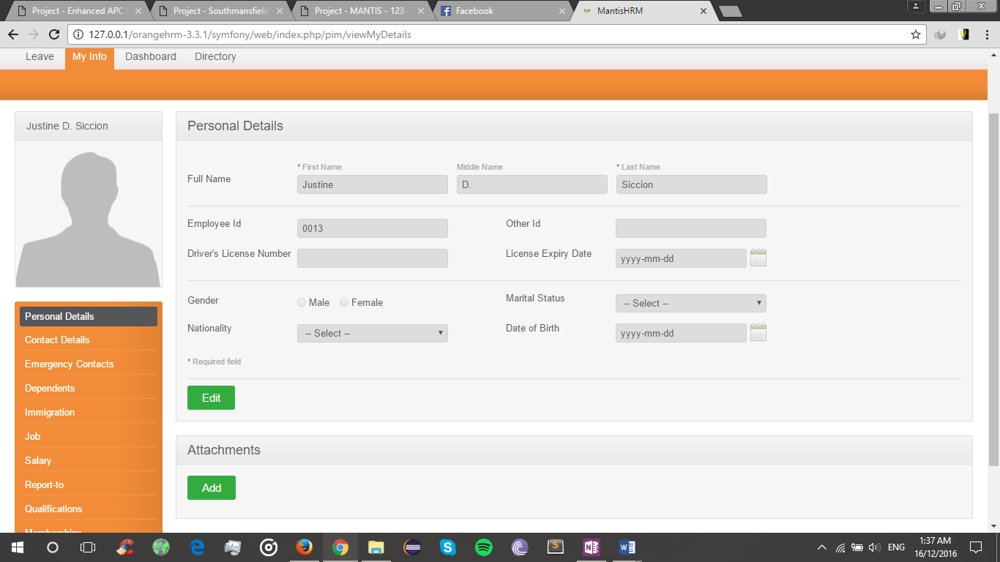 Project - Enhanced APC Project - Southmansfield Project - MANTIS - 123 - Facebook MantisHRM
127.0.0.1/orangehrm-3.3.1/symfony/web/index.php/pim/viewMyDetails
Leave My Info Dashboard Directory
Justine D. Siccion
Personal Details
Contact Details
Emergency Contacts
Dependents
Immigration
Job
Salary
Report-to
Qualifications
Memberships
Personal Details
* First Name Middle Name * Last Name
Full Name Justine D. Siccion
Employee Id 0013 Other Id
Driver's License Number License Expiry Date yyyy-mm-dd
Gender Male Female Marital Status -- Select --
Nationality -- Select -- Date of Birth yyyy-mm-dd
* Required field
Edit
Attachments
Add
ENG 1:37 AM
16/12/2016